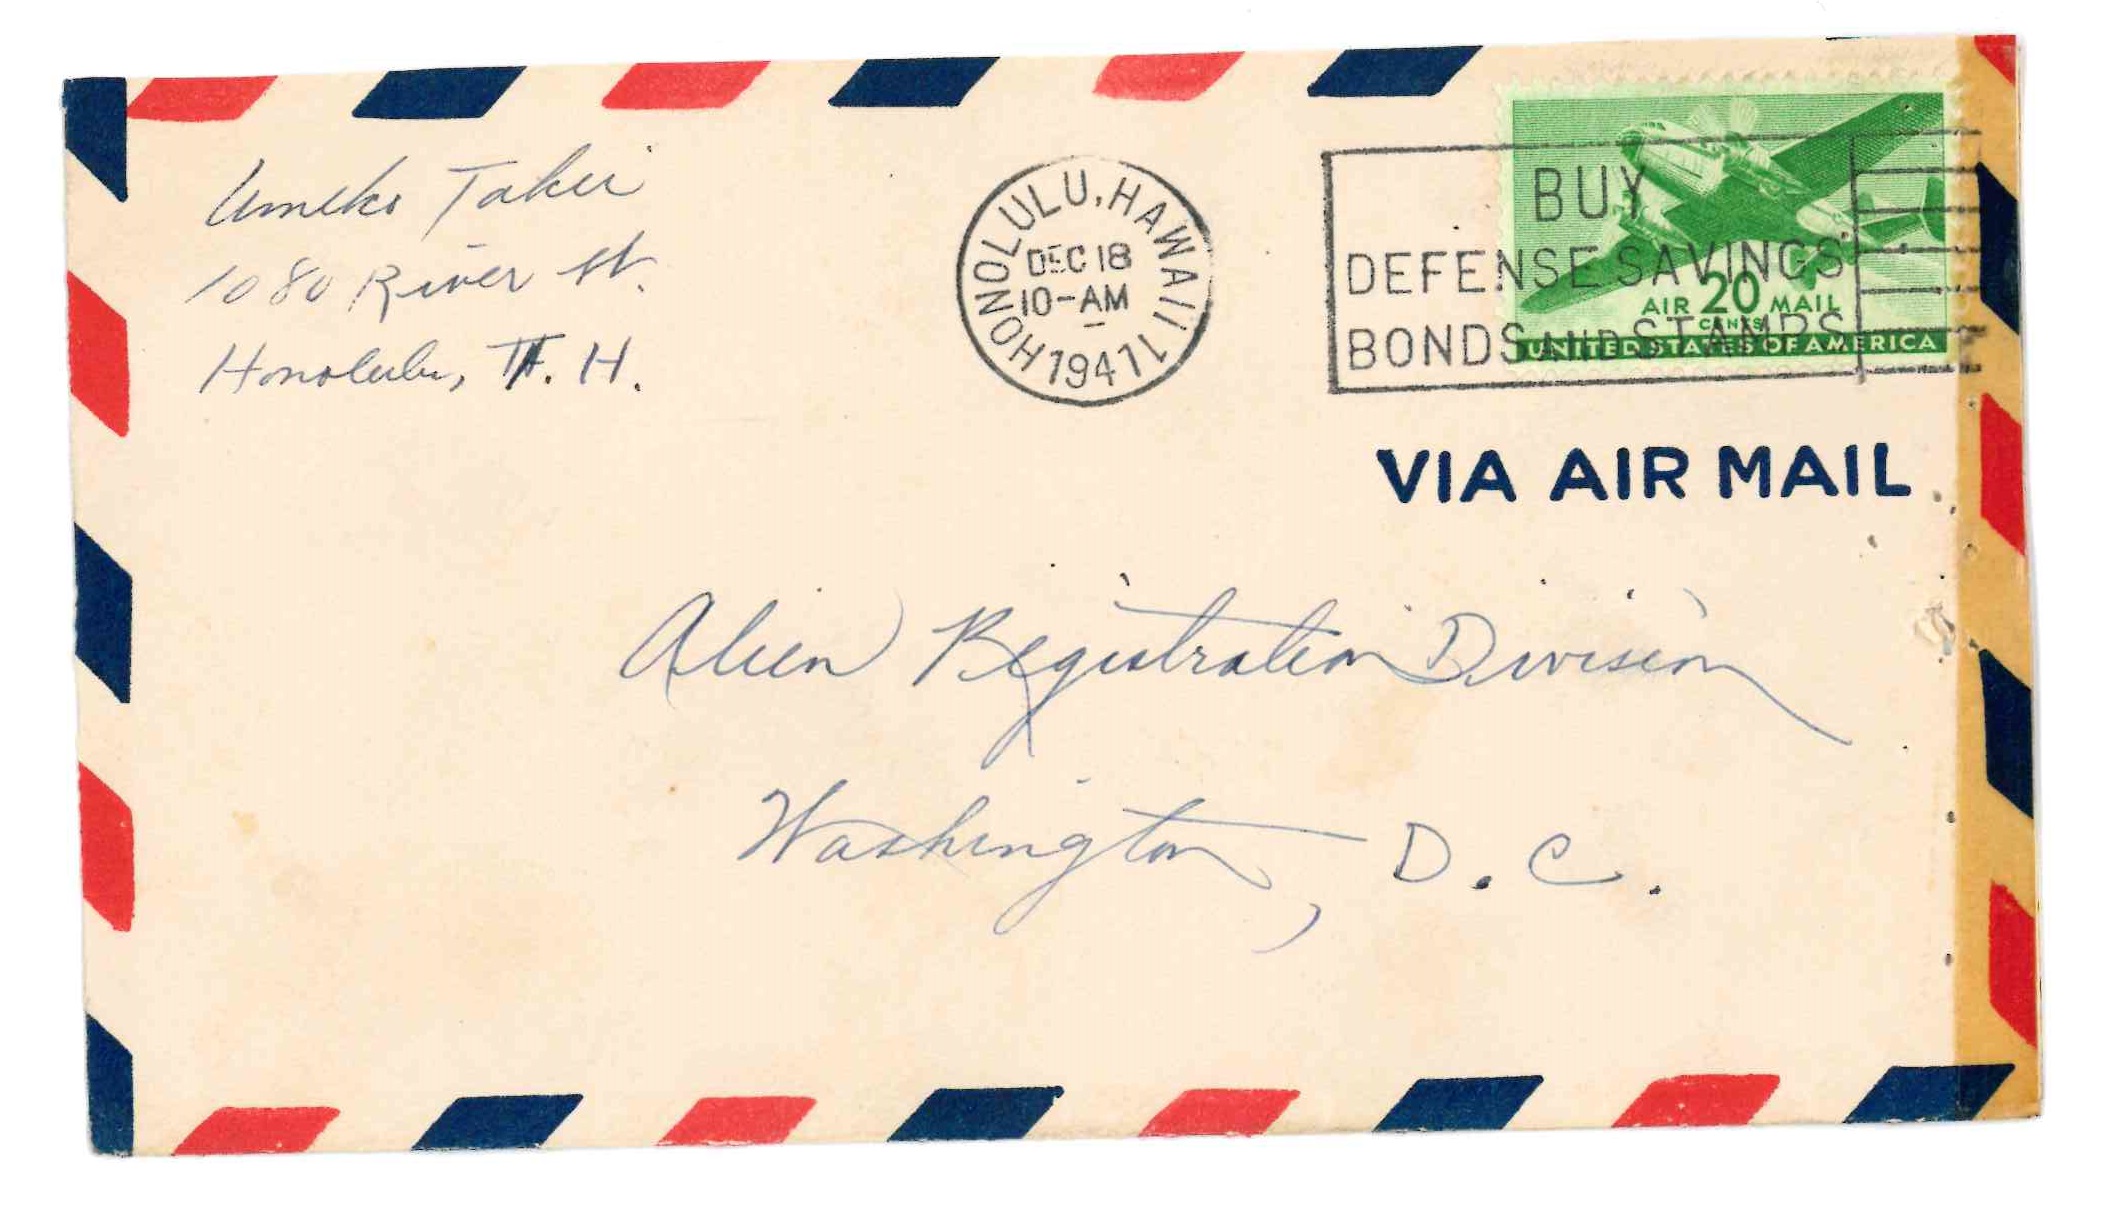 Umeko Takei
1080 River St.
Honolulu, T. H.
HONOLULU, HAWAII 11
DEC 18
10-AM
1941
BUY
DEFENSE SAVINGS
BONDS AND STAMPS
AIR 20 MAIL
CENTS
UNITED STATES OF AMERICA
VIA AIR MAIL
Alien Registration Division
Washington, D. C.